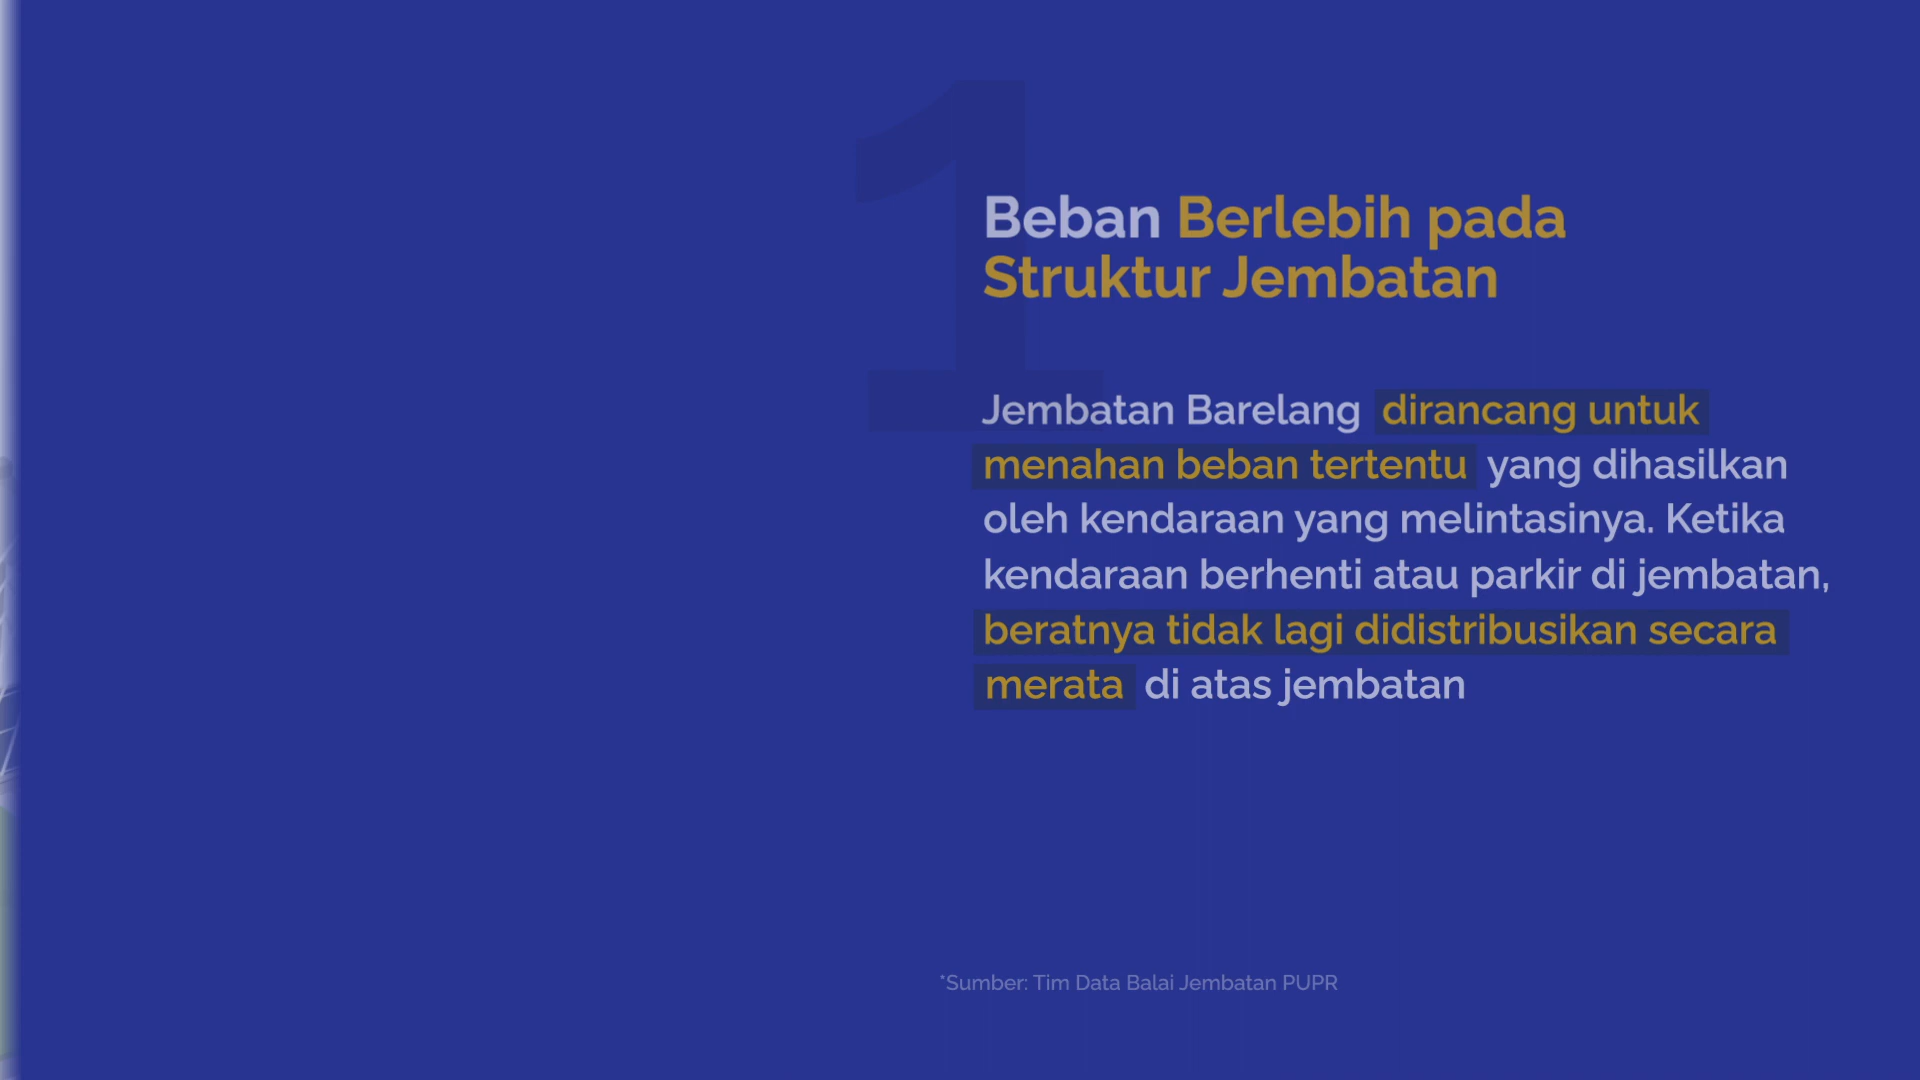 1
Beban Berlebih pada
Struktur Jembatan
Jembatan Barelang dirancang untuk
menahan beban tertentu yang dihasilkan
oleh kendaraan yang melintasinya. Ketika
kendaraan berhenti atau parkir di jembatan,
beratnya tidak lagi didistribusikan secara
merata di atas jembatan
*Sumber: Tim Data Balai Jembatan PUPR